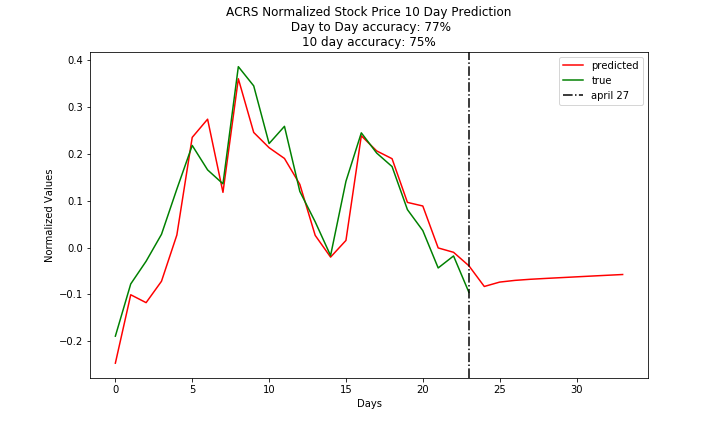 ACRS Normalized Stock Price 10 Day Prediction
Day to Day accuracy: 77%
10 day accuracy: 75%
predicted
true
april 27
Normalized Values
0.4
0.3
0.2
0.1
0.0
−0.1
−0.2
0 5 10 15 20 25 30
Days